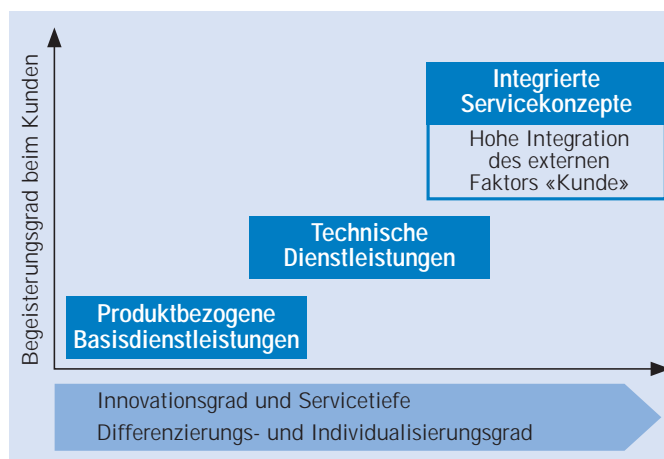 Begeisterungsgrad beim Kunden
Integrierte
Servicekonzepte
Hohe Integration
des externen
Faktors «Kunde»
Technische
Dienstleistungen
Produktbezogene
Basisdienstleistungen
Innovationsgrad und Servicetiefe
Differenzierungs- und Individualisierungsgrad